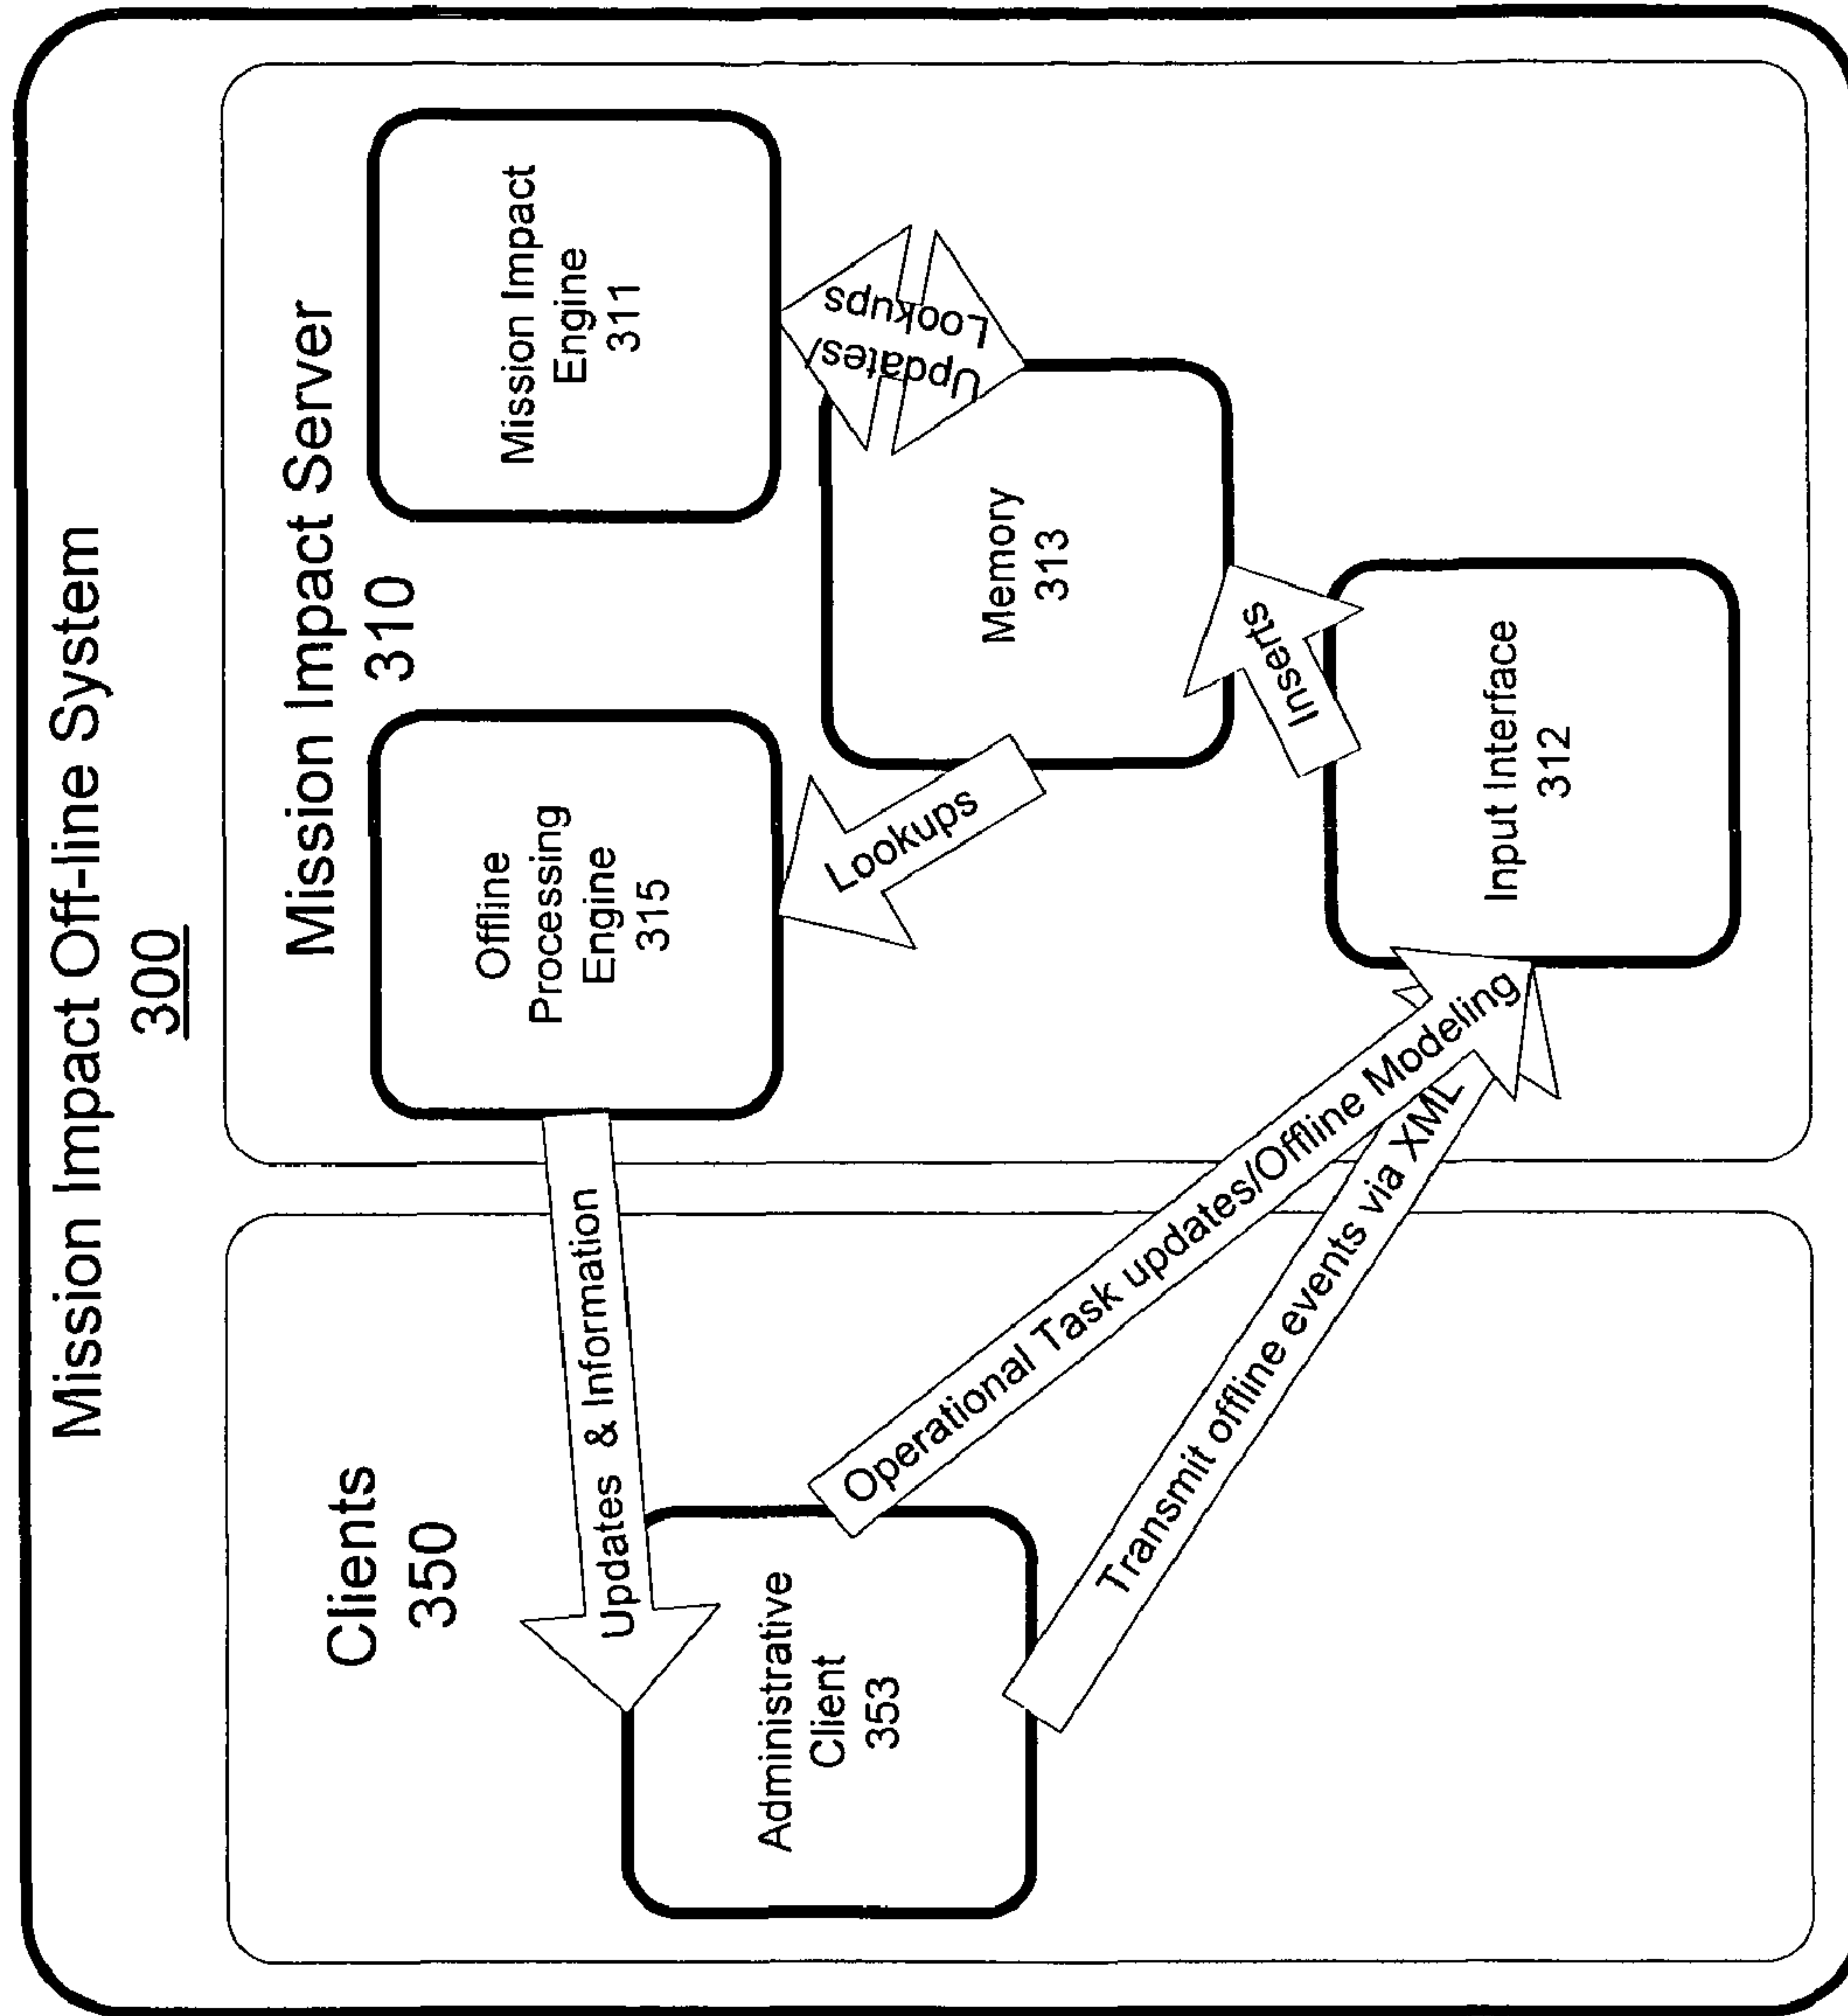 Mission Impact Off-line System
300
Clients
350
Administrative
Client
353
Updates & Information
Operational Task updates/Offline Modeling
Transmit offline events via XML
Mission Impact Server
310
Offline
Processing
Engine
315
Mission Impact
Engine
311
Lookups
Updates/
Lookups
Memory
313
Inserts
Input Interface
312